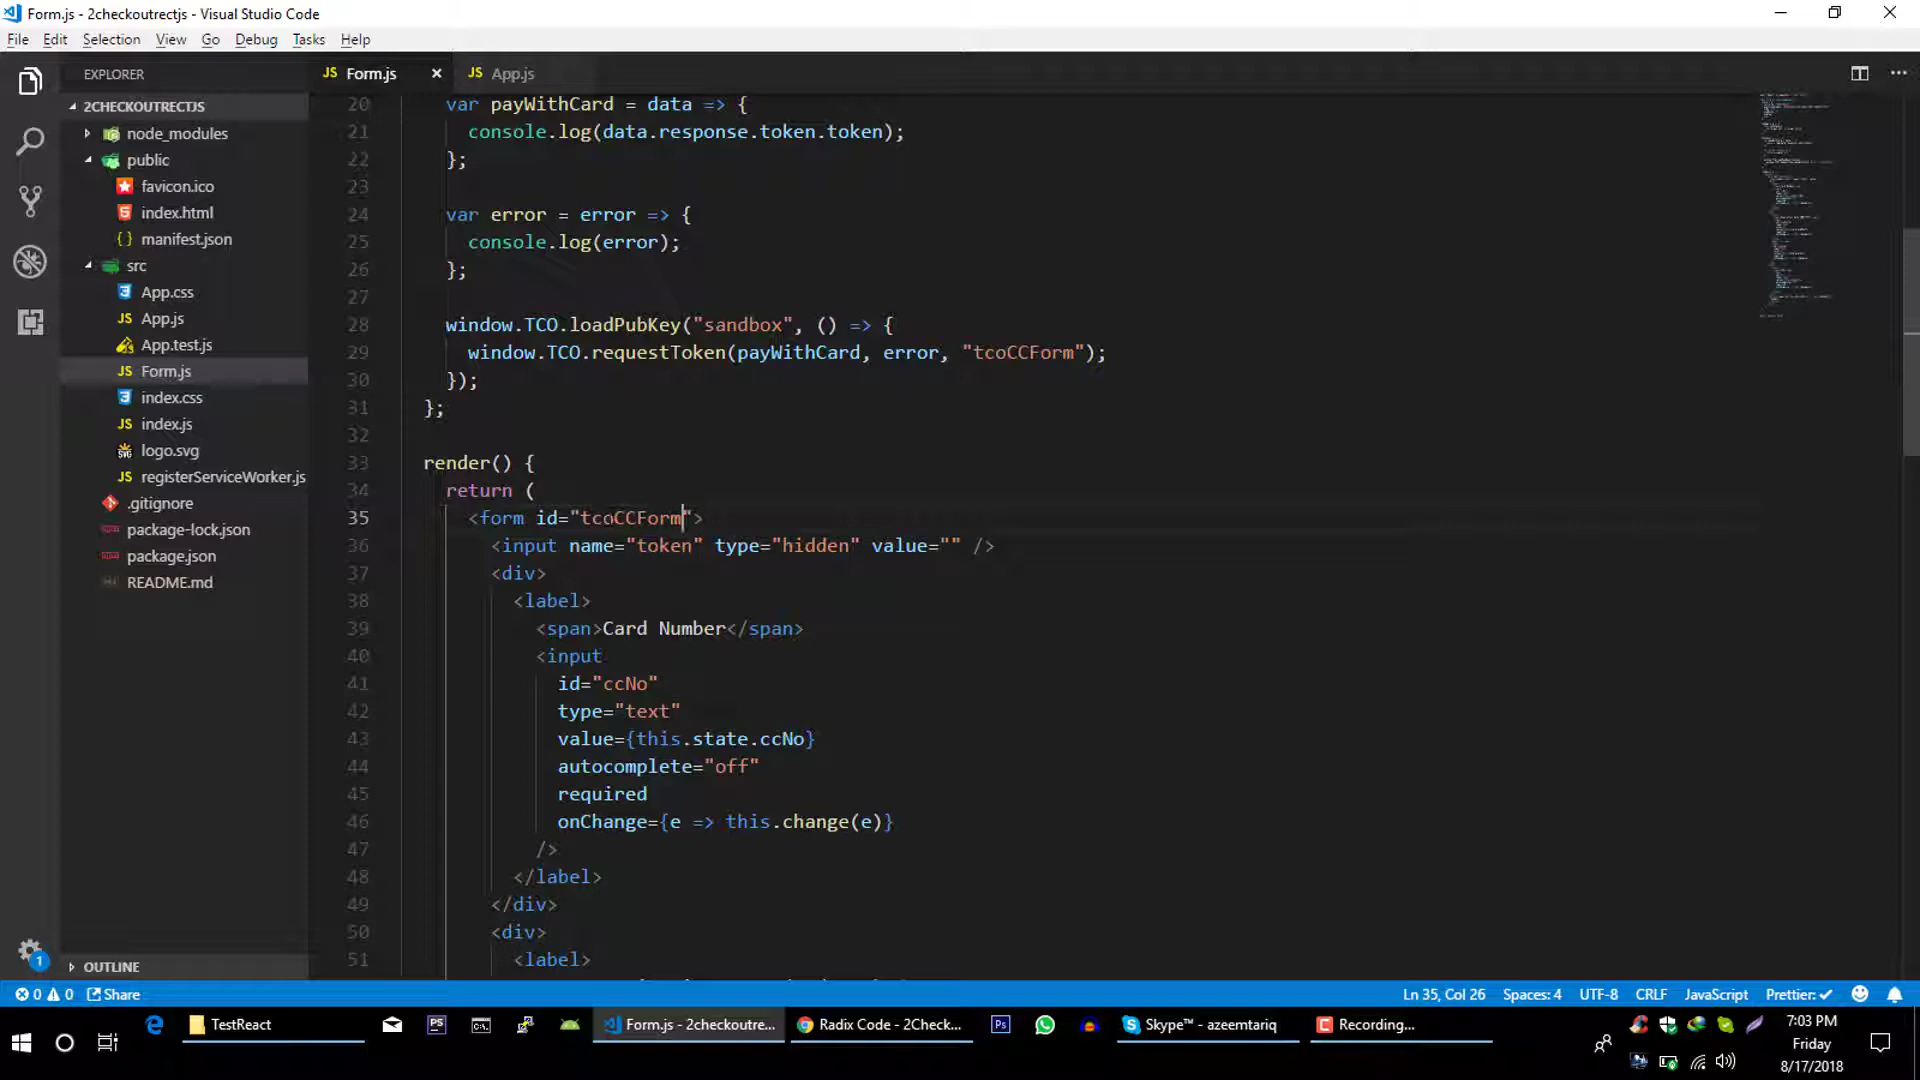 Form.js - 2checkoutrectjs - Visual Studio Code
File Edit Selection View Go Debug Tasks Help
EXPLORER
2CHECKOUTRECTJS
node_modules
public
favicon.ico
index.html
{} manifest.json
src
App.css
JS App.js
App.test.js
JS Form.js
index.css
JS index.js
logo.svg
JS registerServiceWorker.js
.gitignore
package-lock.json
package.json
README.md
OUTLINE
JS Form.js × JS App.js
20 var payWithCard = data => {
21 console.log(data.response.token.token);
22 };
23
24 var error = error => {
25 console.log(error);
26 };
27
28 window.TCO.loadPubKey("sandbox", () => {
29 window.TCO.requestToken(payWithCard, error, "tcoCCForm");
30 });
31 };
32
33 render() {
34 return (
35 <form id="tcoCCForm">
36 <input name="token" type="hidden" value="" />
37 <div>
38 <label>
39 <span>Card Number</span>
40 <input
41 id="ccNo"
42 type="text"
43 value={this.state.ccNo}
44 autocomplete="off"
45 required
46 onChange={e => this.change(e)}
47 />
48 </label>
49 </div>
50 <div>
51 <label>
1
0 0 Share Ln 35, Col 26 Spaces: 4 UTF-8 CRLF JavaScript Prettier: ✓
TestReact Form.js - 2checkoutre... Radix Code - 2Check... Skype™ - azeemtariq Recording...
7:03 PM
Friday
8/17/2018